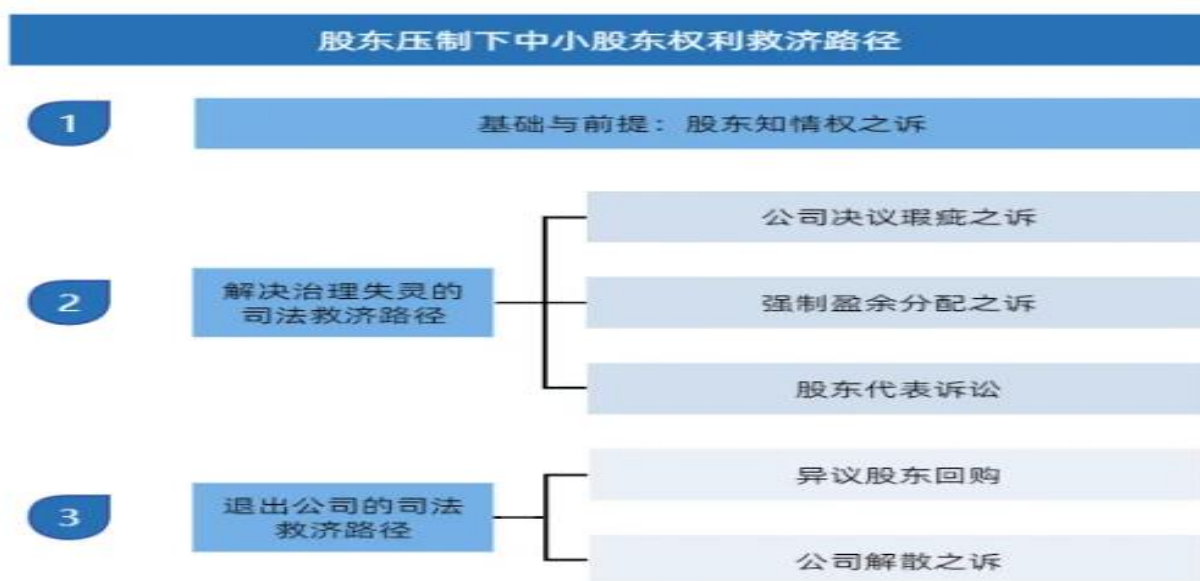 股东压制下中小股东权利救济路径
1
基础与前提：股东知情权之诉
公司决议瑕疵之诉
2
解决治理失灵的
司法救济路径
强制盈余分配之诉
股东代表诉讼
异议股东回购
3
退出公司的司法
救济路径
公司解散之诉